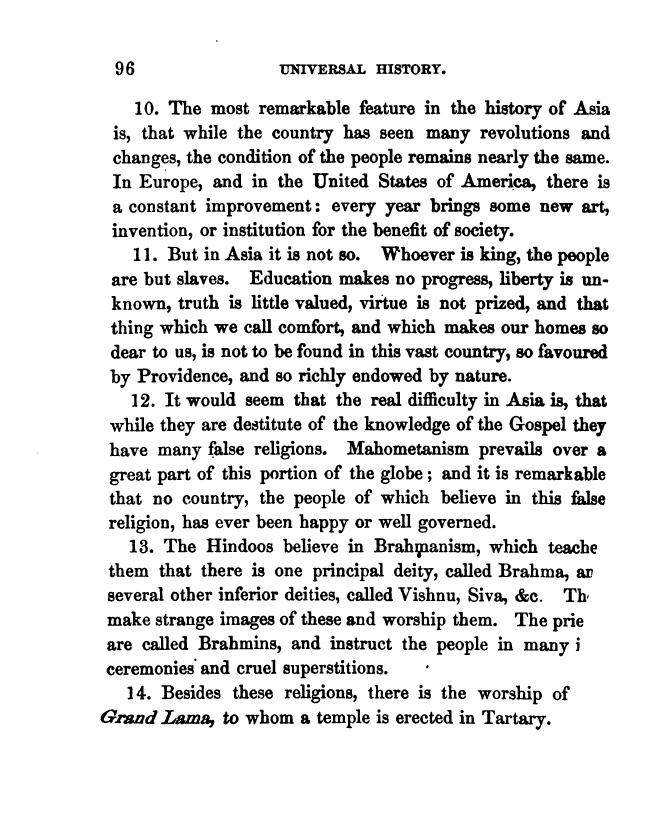 96 UNIVERSAL HISTORY.
10. The most remarkable feature in the history of Asia
is, that while the country has seen many revolutions and
changes, the condition of the people remains nearly the same.
In Europe, and in the United States of America, there is
a constant improvement: every year brings some new art,
invention, or institution for the benefit of society.
11. But in Asia it is not so. Whoever is king, the people
are but slaves. Education makes no progress, liberty is un-
known, truth is little valued, virtue is not prized, and that
thing which we call comfort, and which makes our homes so
dear to us, is not to be found in this vast country, so favoured
by Providence, and so richly endowed by nature.
12. It would seem that the real difficulty in Asia is, that
while they are destitute of the knowledge of the Gospel they
have many false religions. Mahometanism prevails over a
great part of this portion of the globe; and it is remarkable
that no country, the people of which believe in this false
religion, has ever been happy or well governed.
13. The Hindoos believe in Brahmanism, which teache
them that there is one principal deity, called Brahma, an
several other inferior deities, called Vishnu, Siva, &c. Th
make strange images of these and worship them. The prie
are called Brahmins, and instruct the people in many i
ceremonies and cruel superstitions.
14. Besides these religions, there is the worship of
Grand Lama, to whom a temple is erected in Tartary.